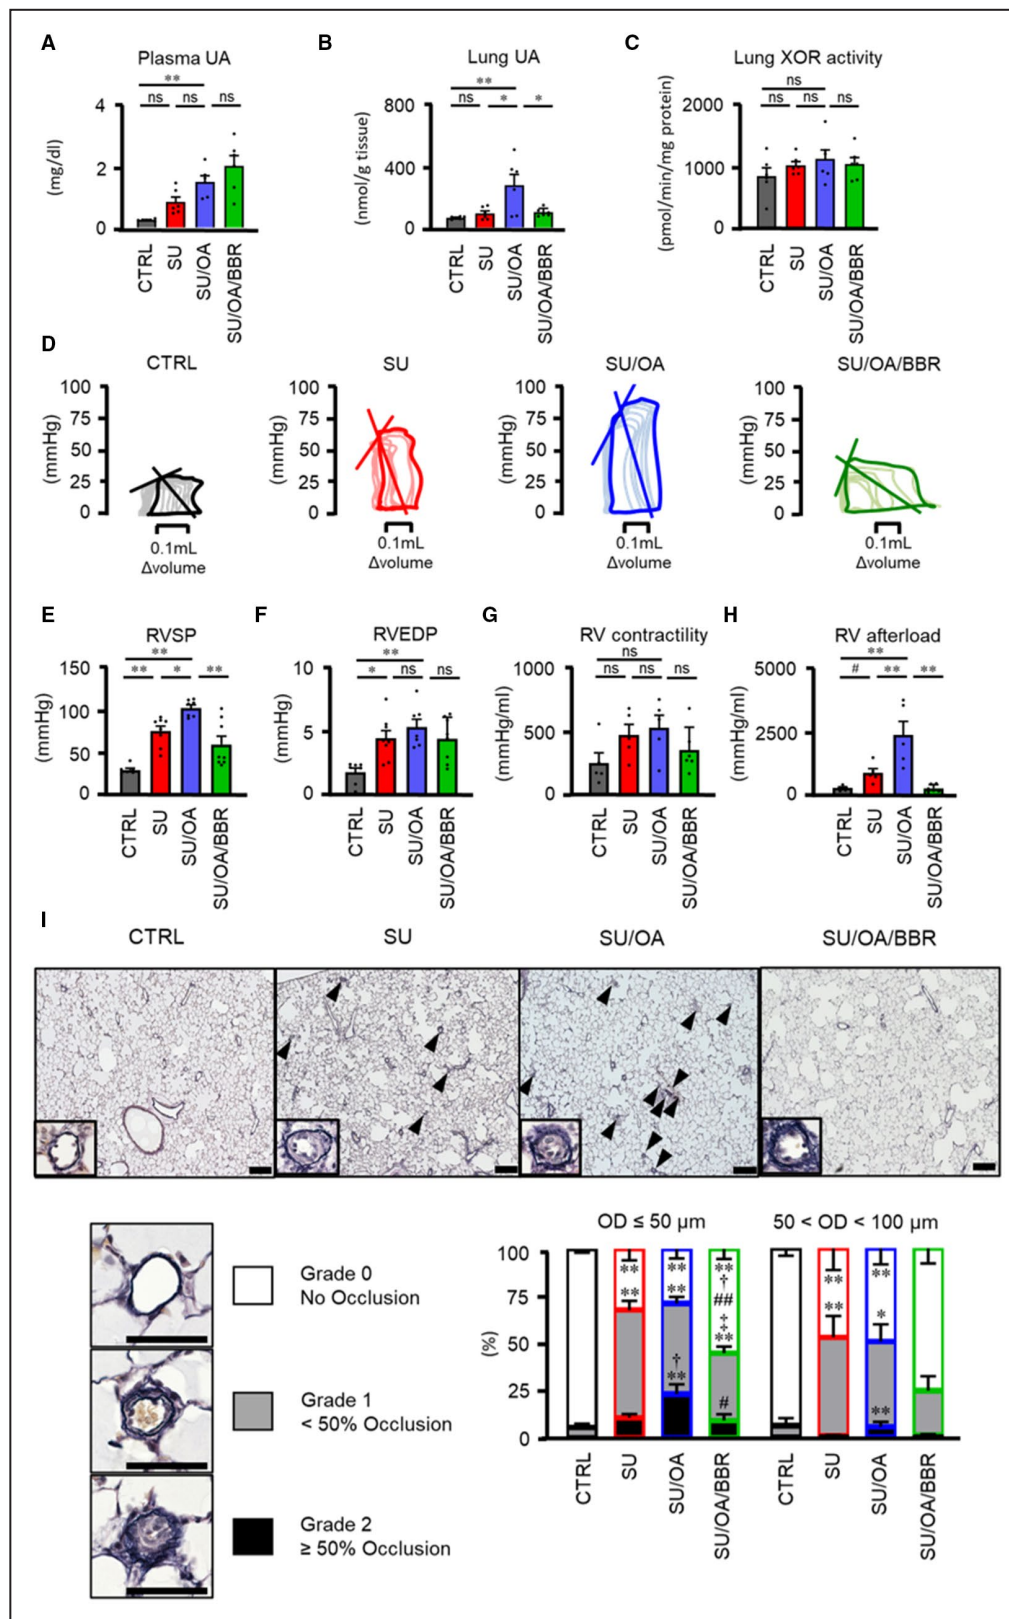 A
Plasma UA
**
ns ns ns
4
2
0
(mg/dl)
CTRL
SU
SU/OA
SU/OA/BBR
B
Lung UA
**
ns * *
800
400
0
(nmol/g tissue)
CTRL
SU
SU/OA
SU/OA/BBR
C
Lung XOR activity
ns
ns ns ns
2000
1000
0
(pmol/min/mg protein)
CTRL
SU
SU/OA
SU/OA/BBR
D
CTRL
100
75
50
25
0
(mmHg)
0.1mL
Δvolume
SU
100
75
50
25
0
(mmHg)
0.1mL
Δvolume
SU/OA
100
75
50
25
0
(mmHg)
0.1mL
Δvolume
SU/OA/BBR
100
75
50
25
0
(mmHg)
0.1mL
Δvolume
E
RVSP
**
** * **
150
100
50
0
(mmHg)
CTRL
SU
SU/OA
SU/OA/BBR
F
RVEDP
**
* ns ns
10
5
0
(mmHg)
CTRL
SU
SU/OA
SU/OA/BBR
G
RV contractility
ns
ns ns ns
1000
500
0
(mmHg/ml)
CTRL
SU
SU/OA
SU/OA/BBR
H
RV afterload
**
# ** **
5000
2500
0
(mmHg/ml)
CTRL
SU
SU/OA
SU/OA/BBR
I
CTRL
SU
SU/OA
SU/OA/BBR
Grade 0
No Occlusion
Grade 1
< 50% Occlusion
Grade 2
≥ 50% Occlusion
OD ≤ 50 μm
50 < OD < 100 μm
100
75
50
25
0
(%)
**
**
**
**
†
**
**
†
##
‡
**
#
**
**
**
*
**
CTRL
SU
SU/OA
SU/OA/BBR
CTRL
SU
SU/OA
SU/OA/BBR